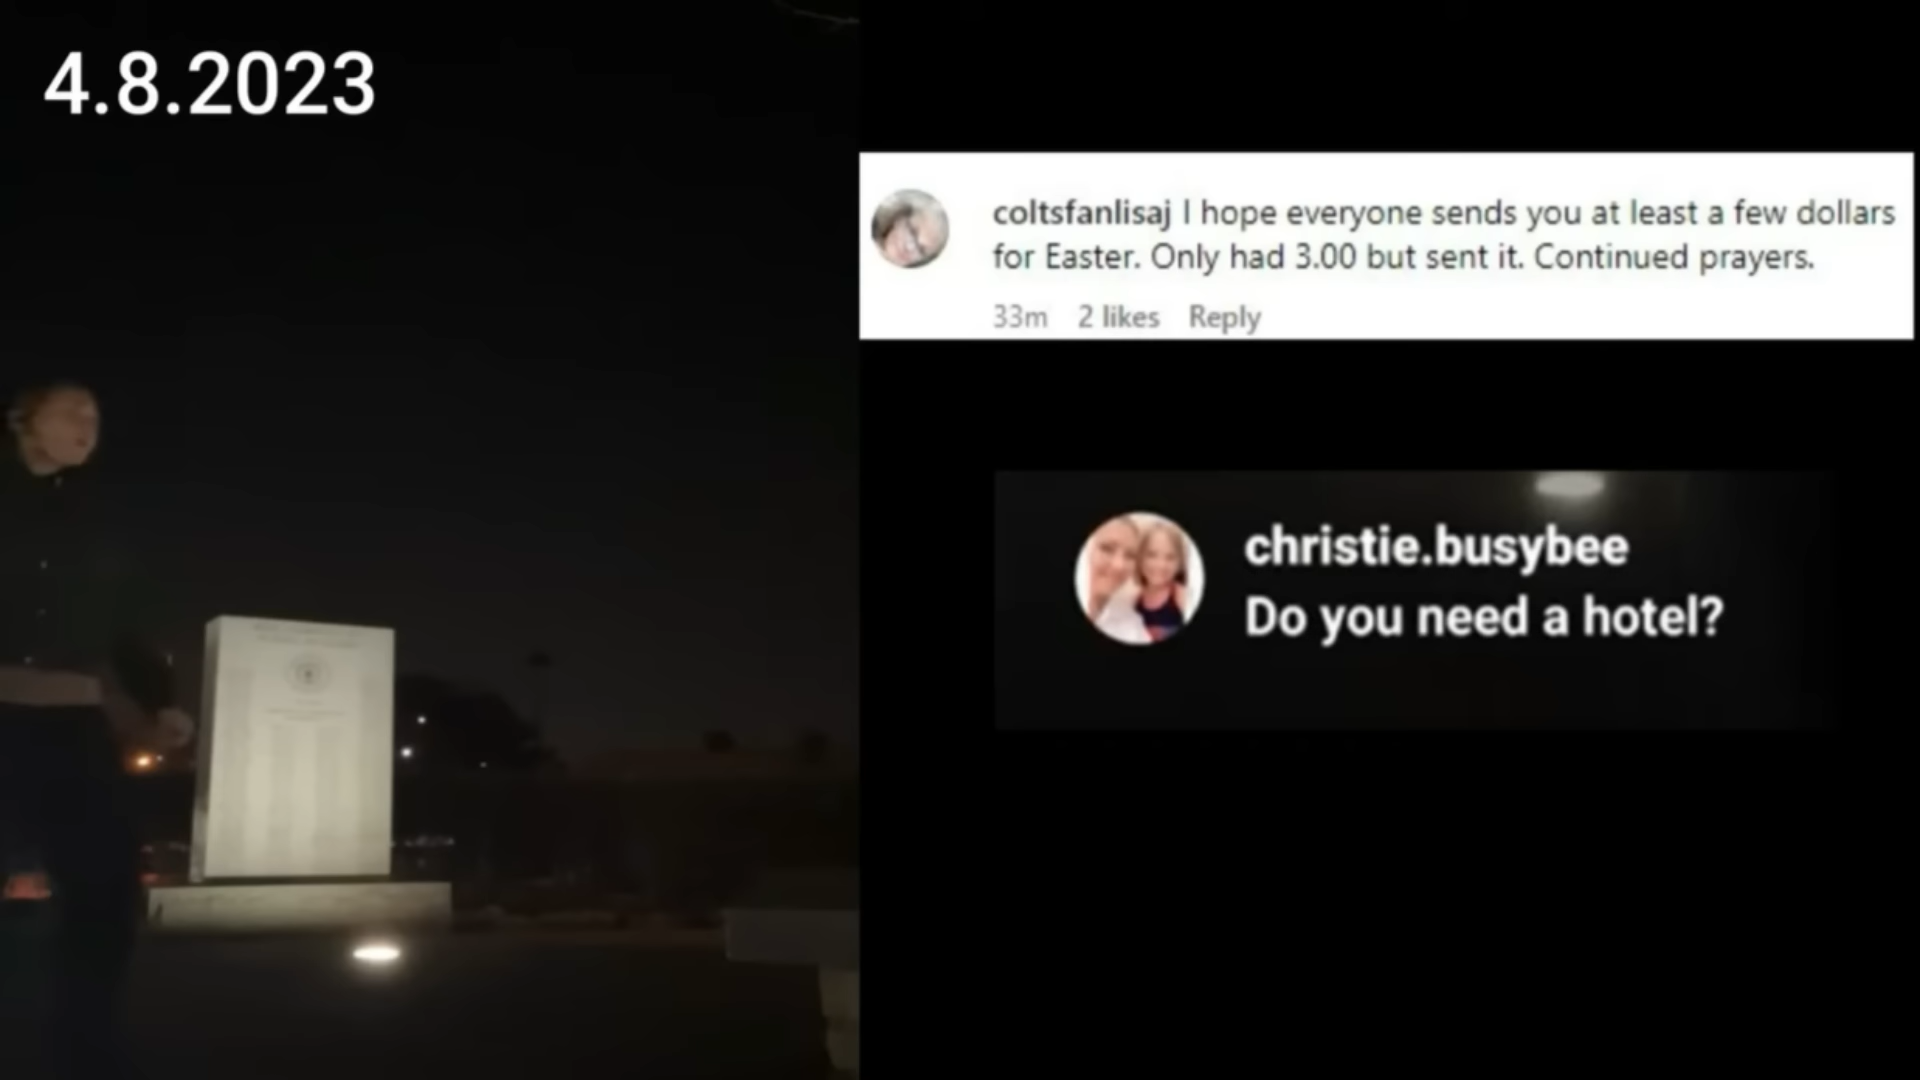 4.8.2023
coltsfanlisaj I hope everyone sends you at least a few dollars
for Easter. Only had 3.00 but sent it. Continued prayers.
33m 2 likes Reply
christie.busybee
Do you need a hotel?